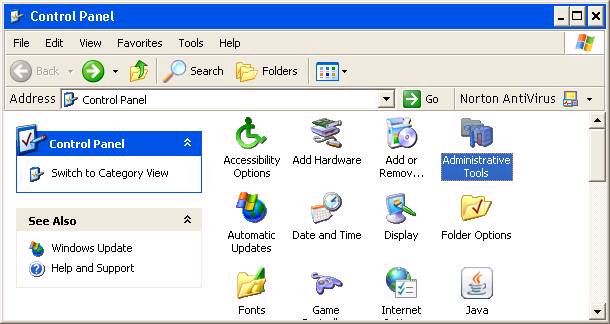 Control Panel
File Edit View Favorites Tools Help
Back Search Folders
Address Control Panel Go Norton AntiVirus
Control Panel
Switch to Category View
See Also
Windows Update
Help and Support
Accessibility Options
Add Hardware
Add or Remov...
Administrative Tools
Automatic Updates
Date and Time
Display
Folder Options
Fonts
Game
Internet
Java